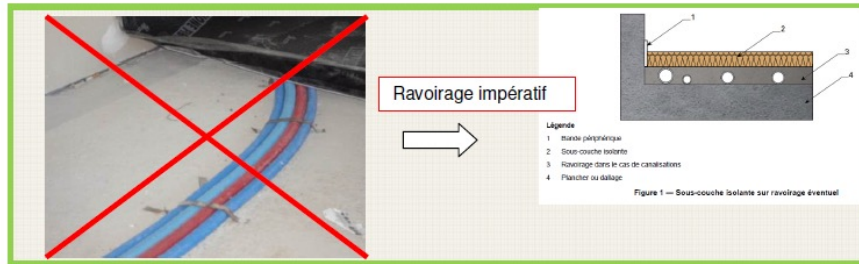 Ravoirage impératif
1
2
3
4
Légende
1 Bande périphérique
2 Sous-couche isolante
3 Ravoirage dans le cas de canalisations
4 Plancher ou dallage
Figure 1 — Sous-couche isolante sur ravoirage éventuel